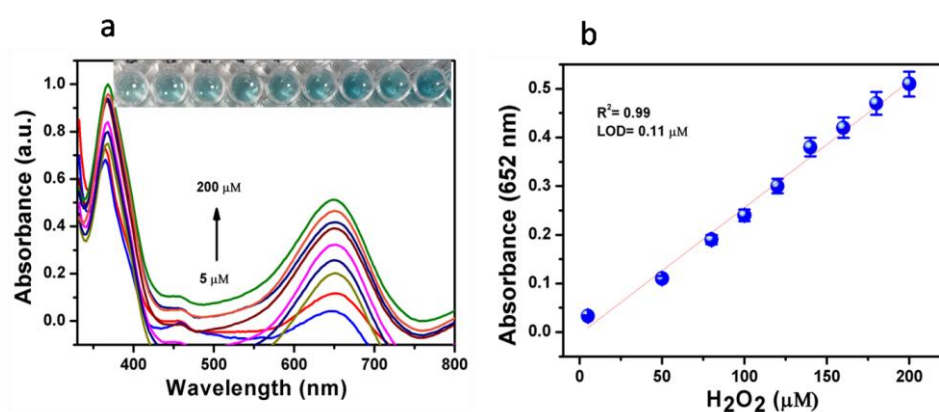 a
1.0
0.8
0.6
0.4
0.2
0.0
Absorbance (a.u.)
200 μM
5 μM
400
500
600
700
800
Wavelength (nm)
b
0.5
0.4
0.3
0.2
0.1
0.0
Absorbance (652 nm)
R²= 0.99
LOD= 0.11 μM
0
50
100
150
200
H₂O₂ (μM)